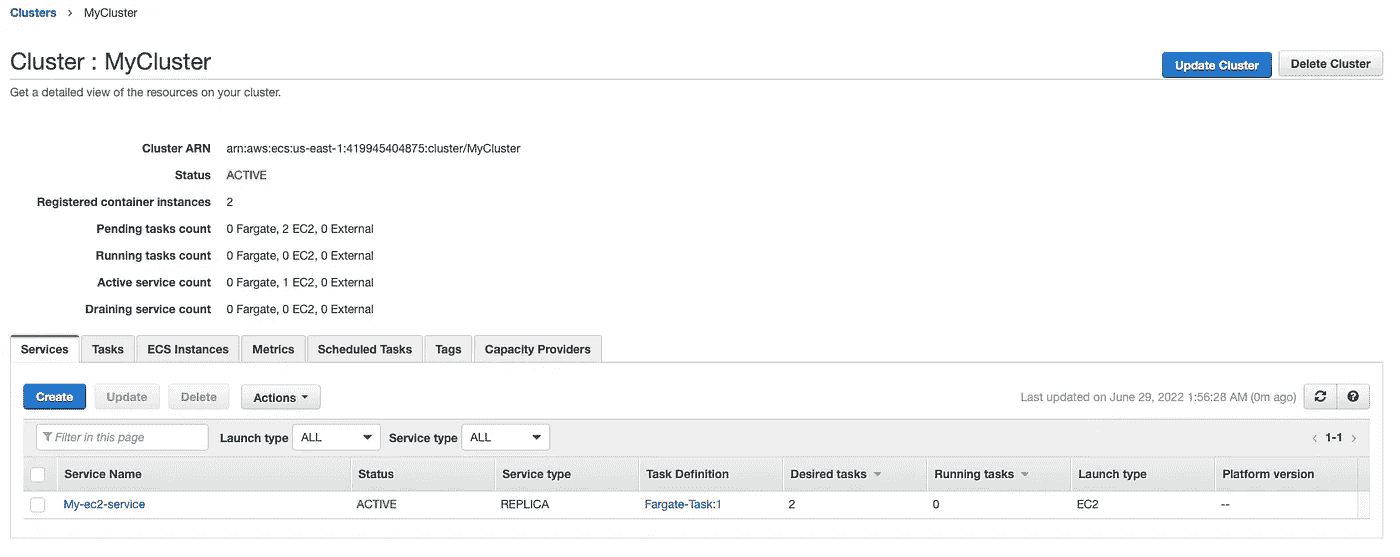 Clusters > MyCluster
Cluster : MyCluster
Update Cluster Delete Cluster
Get a detailed view of the resources on your cluster.
Cluster ARN arn:aws:ecs:us-east-1:419945404875:cluster/MyCluster
Status ACTIVE
Registered container instances 2
Pending tasks count 0 Fargate, 2 EC2, 0 External
Running tasks count 0 Fargate, 0 EC2, 0 External
Active service count 0 Fargate, 1 EC2, 0 External
Draining service count 0 Fargate, 0 EC2, 0 External
Services Tasks ECS Instances Metrics Scheduled Tasks Tags Capacity Providers
Create Update Delete Actions Last updated on June 29, 2022 1:56:28 AM (0m ago)
Filter in this page Launch type ALL Service type ALL < 1-1 >
Service Name Status Service type Task Definition Desired tasks Running tasks Launch type Platform version
My-ec2-service ACTIVE REPLICA Fargate-Task:1 2 0 EC2 --